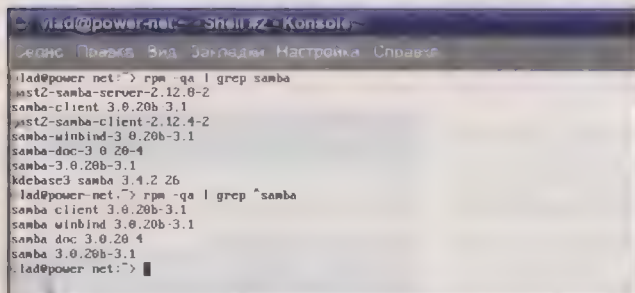 vlad@power-net:~ - Shell #2 - Konsole
Сеанс Правка Вид Закладки Настройка Справка
vlad@power net:~> rpm -qa | grep samba
yast2-samba-server-2.12.8-2
samba-client 3.0.20b 3.1
yast2-samba-client-2.12.4-2
samba-winbind-3 0.20b-3.1
samba-doc-3 0 20-4
samba-3.0.20b-3.1
kdebase3 samba 3.4.2 26
vlad@power-net:~> rpm -qa | grep ^samba
samba client 3.0.20b-3.1
samba winbind 3.0.20b-3.1
samba doc 3.0.20 4
samba 3.0.20b-3.1
vlad@power net:~>